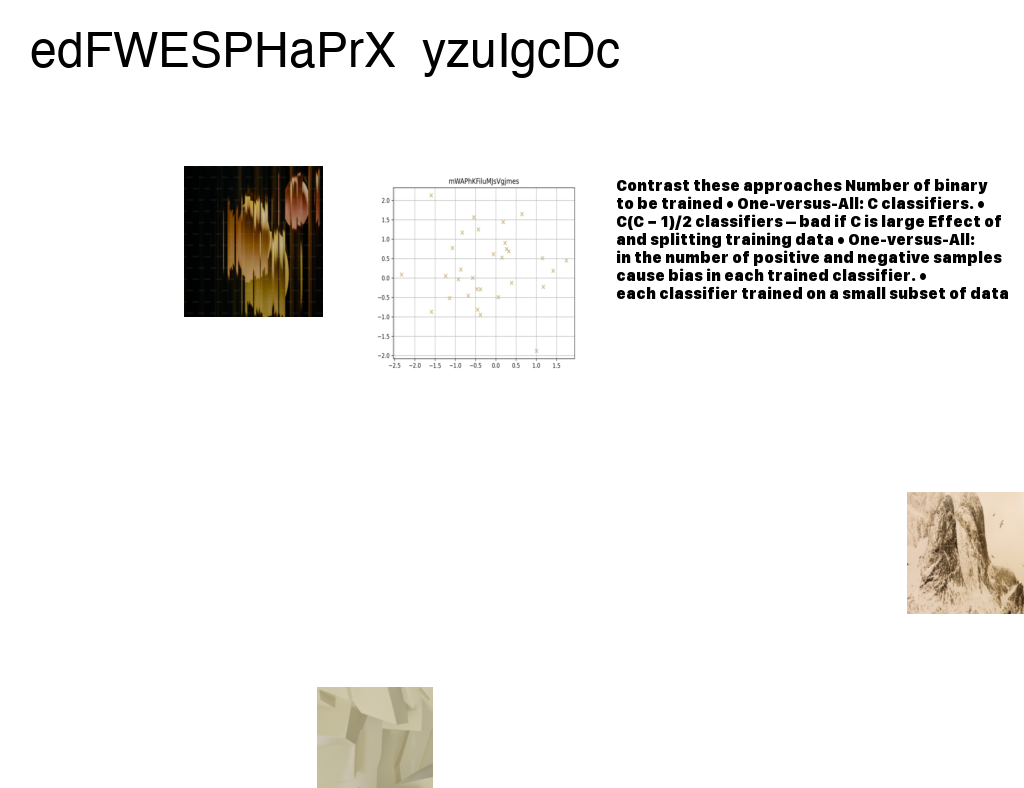 edFWESPHaPrX yzuIgcDc
mWAPhKFiluMJsVgjmes
2.0
1.5
1.0
0.5
0.0
−0.5
−1.0
−1.5
−2.0
−2.5 −2.0 −1.5 −1.0 −0.5 0.0 0.5 1.0 1.5
Contrast these approaches Number of binary
to be trained • One-versus-All: C classifiers. •
C(C − 1)/2 classifiers – bad if C is large Effect of
and splitting training data • One-versus-All:
in the number of positive and negative samples
cause bias in each trained classifier. •
each classifier trained on a small subset of data